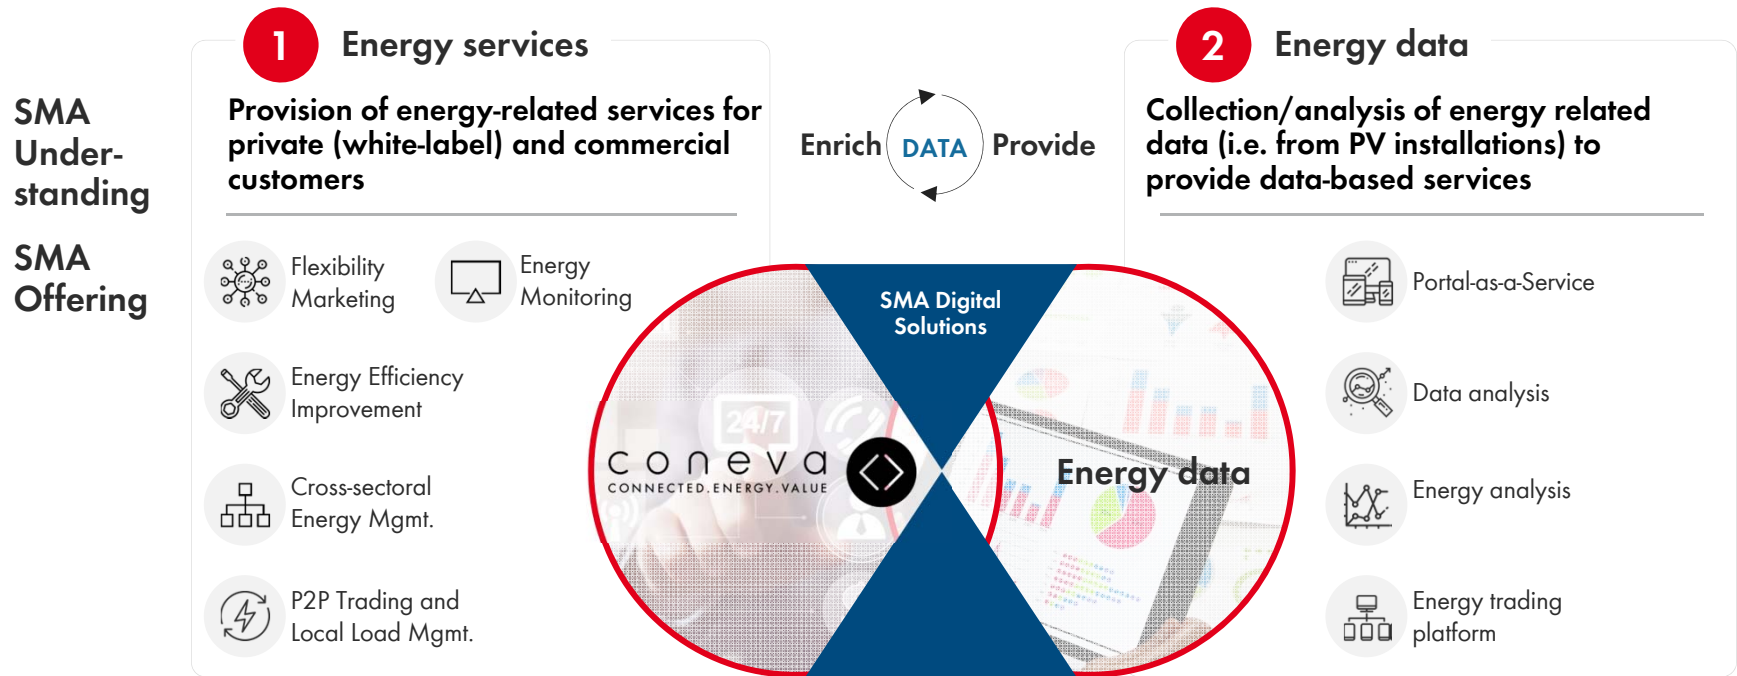 1
Energy services
2
Energy data
SMA
Under-
standing
Provision of energy-related services for
private (white-label) and commercial
customers
Enrich
DATA
Provide
Collection/analysis of energy related
data (i.e. from PV installations) to
provide data-based services
SMA
Offering
Flexibility
Marketing
Energy
Monitoring
Energy Efficiency
Improvement
Cross-sectoral
Energy Mgmt.
P2P Trading and
Local Load Mgmt.
SMA Digital
Solutions
24/7
coneva
CONNECTED.ENERGY.VALUE
Energy data
Portal-as-a-Service
Data analysis
Energy analysis
Energy trading
platform